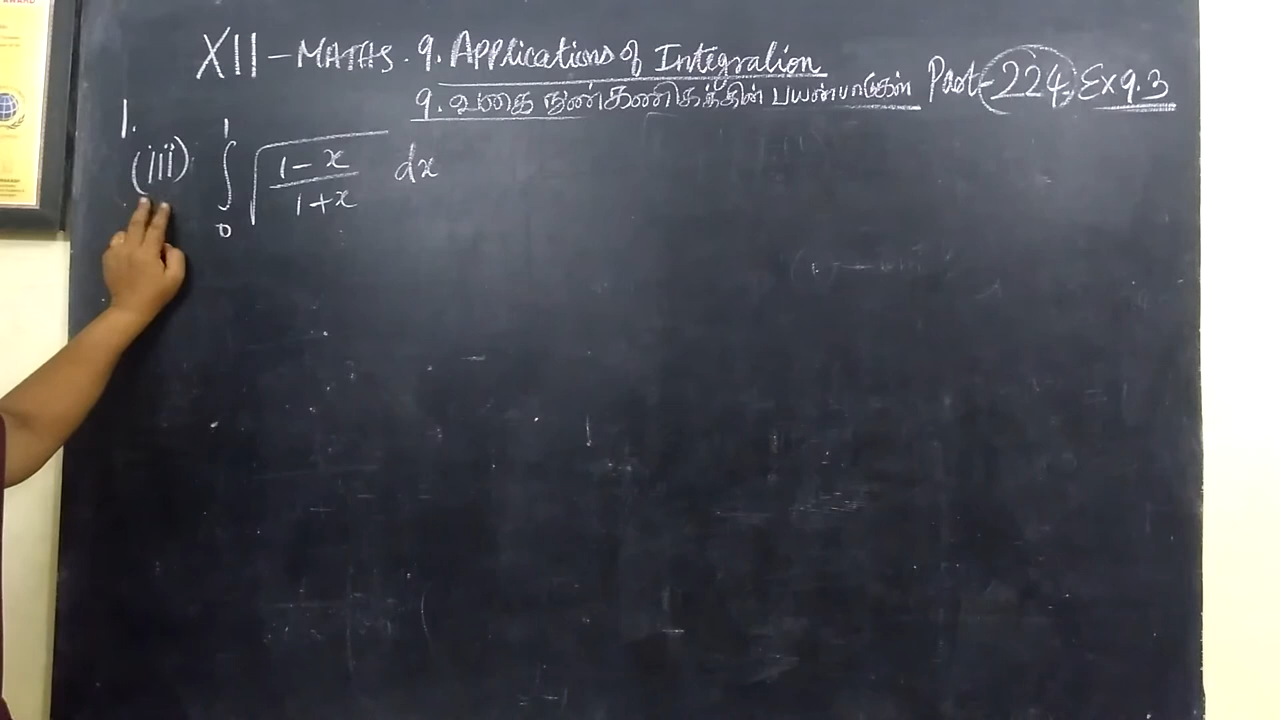 XII - MATHS. 9. Applications of Integration
9. உகை நுண்கணிகத்தின் பயன்பாடுகள் Part-224. Ex 9.3
1.
(iii) ∫₀¹ √((1-x)/(1+x)) dx